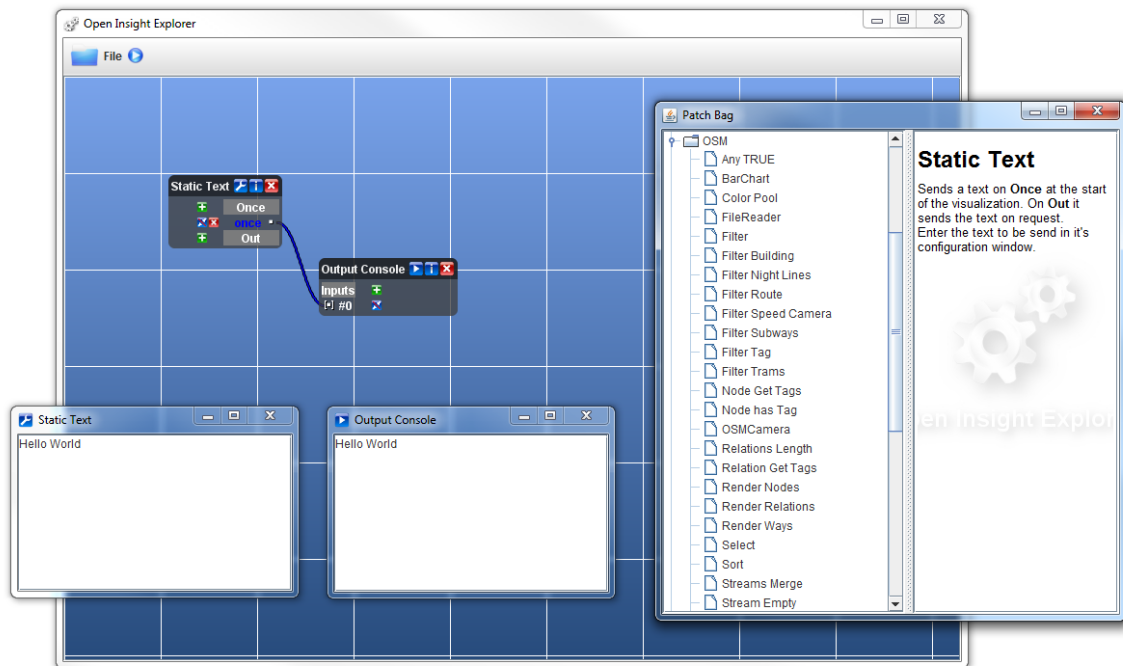 Open Insight Explorer
File
Static Text
Once
once
Out
Output Console
Inputs
#0
Static Text
Hello World
Output Console
Hello World
Patch Bag
OSM
Any TRUE
BarChart
Color Pool
FileReader
Filter
Filter Building
Filter Night Lines
Filter Route
Filter Speed Camera
Filter Subways
Filter Tag
Filter Trams
Node Get Tags
Node has Tag
OSMCamera
Relations Length
Relation Get Tags
Render Nodes
Render Relations
Render Ways
Select
Sort
Streams Merge
Stream Empty
Static Text
Sends a text on Once at the start
of the visualization. On Out it
sends the text on request.
Enter the text to be send in it's
configuration window.
en Insight Explor